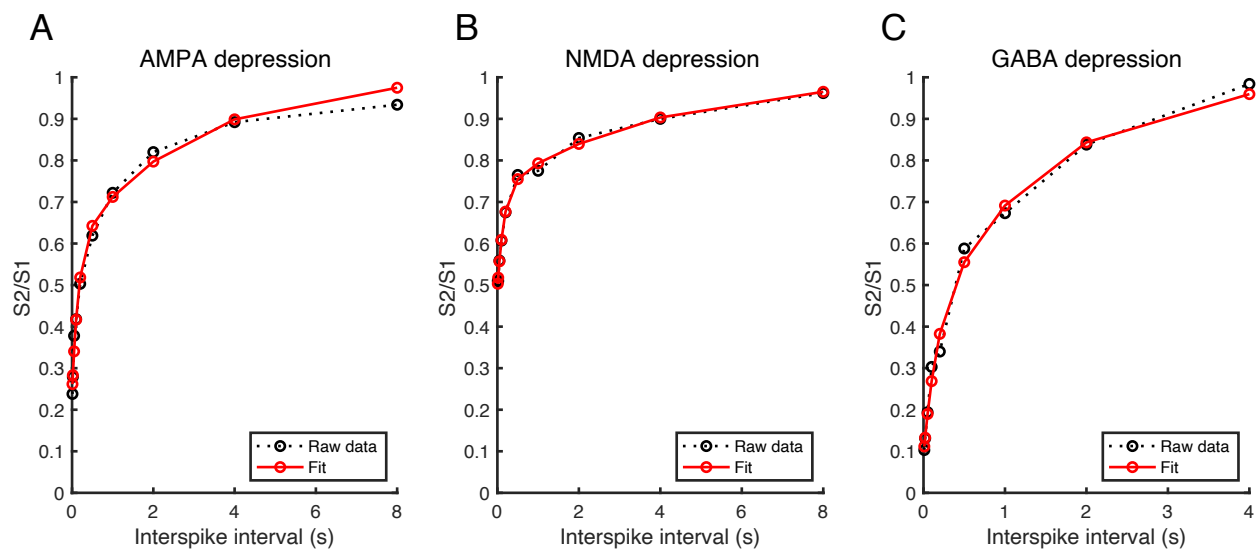 A
AMPA depression
1
0.9
0.8
0.7
0.6
0.5
0.4
0.3
0.2
0.1
0
S2/S1
0 2 4 6 8
Interspike interval (s)
Raw data
Fit
B
NMDA depression
1
0.9
0.8
0.7
0.6
0.5
0.4
0.3
0.2
0.1
0
S2/S1
0 2 4 6 8
Interspike interval (s)
Raw data
Fit
C
GABA depression
1
0.9
0.8
0.7
0.6
0.5
0.4
0.3
0.2
0.1
0
S2/S1
0 1 2 3 4
Interspike interval (s)
Raw data
Fit